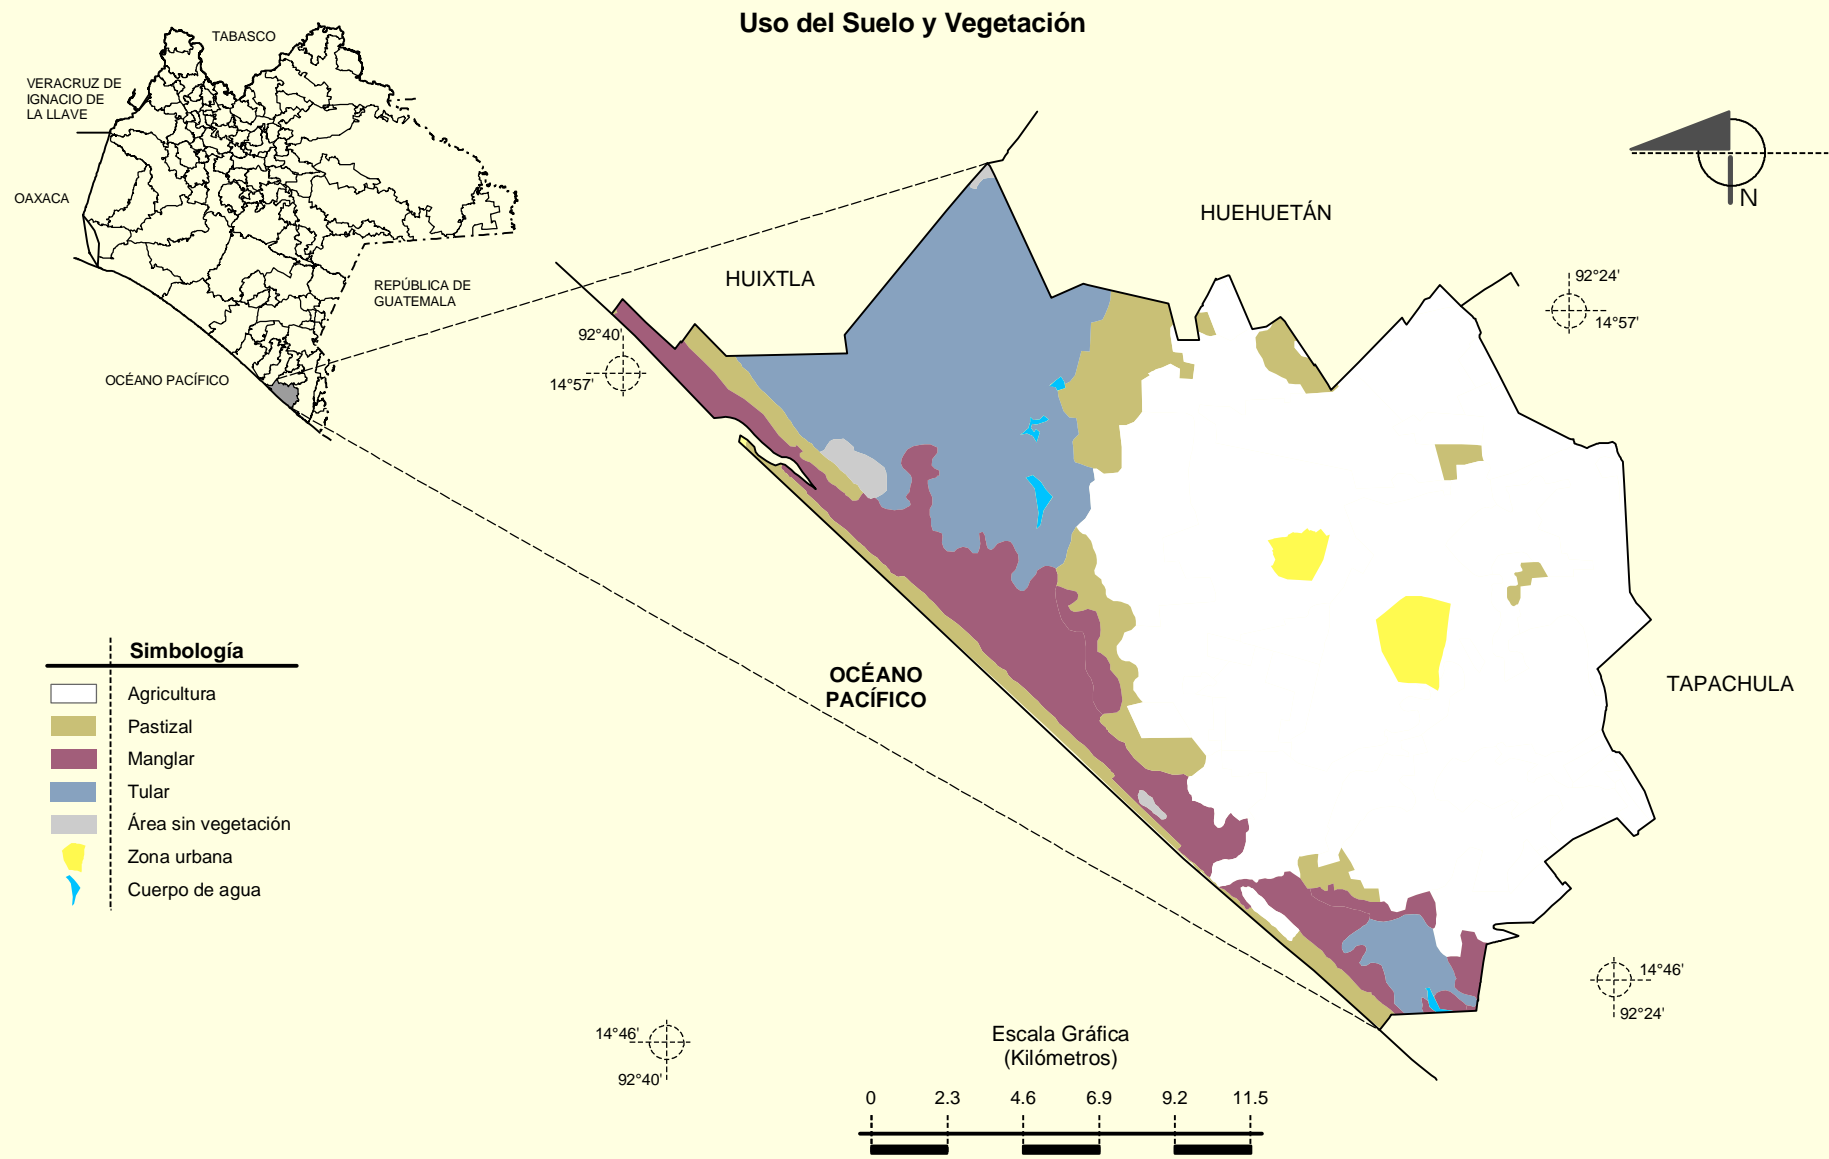 Uso del Suelo y Vegetación
TABASCO
VERACRUZ DE
IGNACIO DE
LA LLAVE
OAXACA
REPÚBLICA DE
GUATEMALA
OCÉANO PACÍFICO
HUIXTLA
HUEHUETÁN
N
92°24'
14°57'
92°40'
14°57'
OCÉANO
PACÍFICO
TAPACHULA
Simbología
Agricultura
Pastizal
Manglar
Tular
Área sin vegetación
Zona urbana
Cuerpo de agua
14°46'
92°24'
14°46'
92°40'
Escala Gráfica
(Kilómetros)
0 2.3 4.6 6.9 9.2 11.5